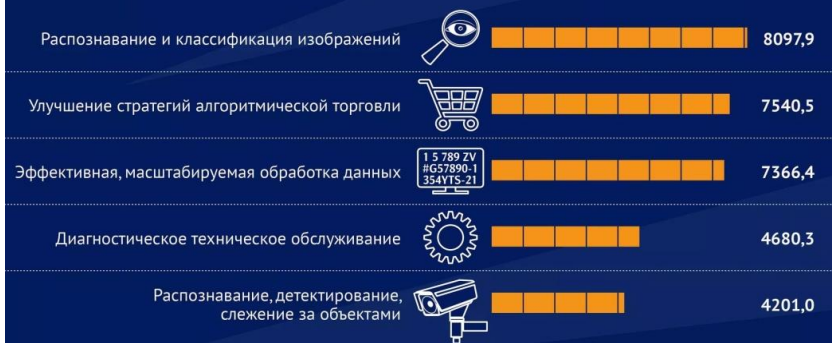 Распознавание и классификация изображений
8097,9
Улучшение стратегий алгоритмической торговли
7540,5
Эффективная, масштабируемая обработка данных
1 5 789 ZV
#G57890-1
354YTS-21
7366,4
Диагностическое техническое обслуживание
4680,3
Распознавание, детектирование,
слежение за объектами
4201,0